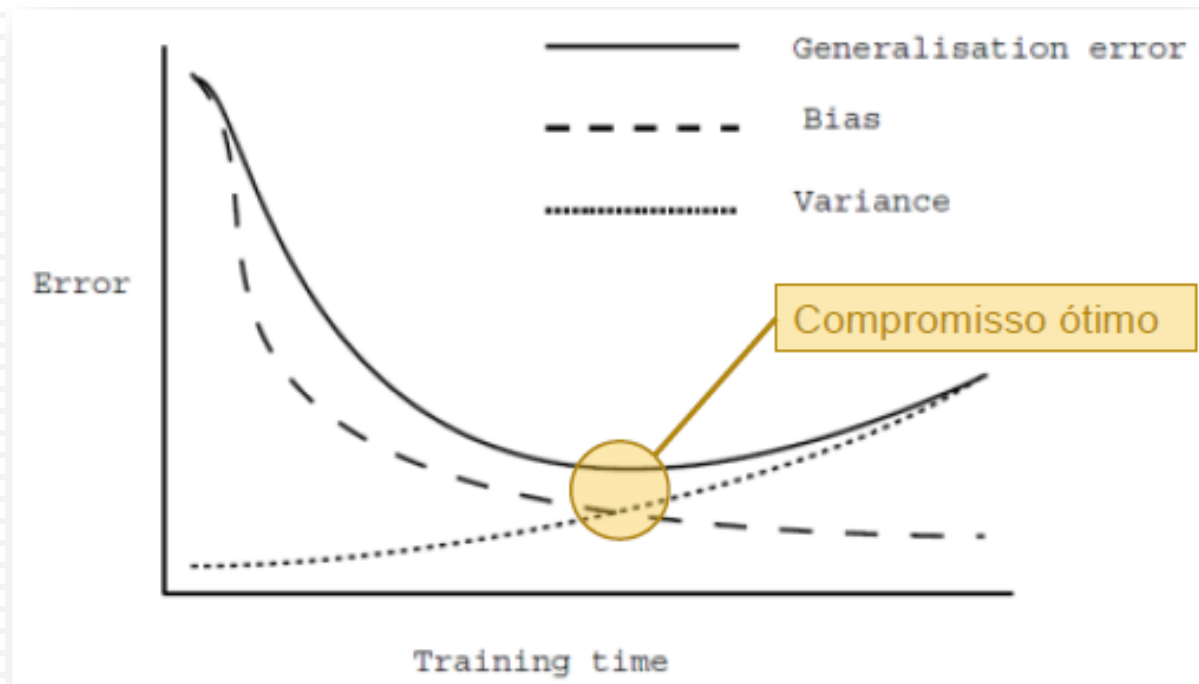 Generalisation error
Bias
Variance
Error
Compromisso ótimo
Training time